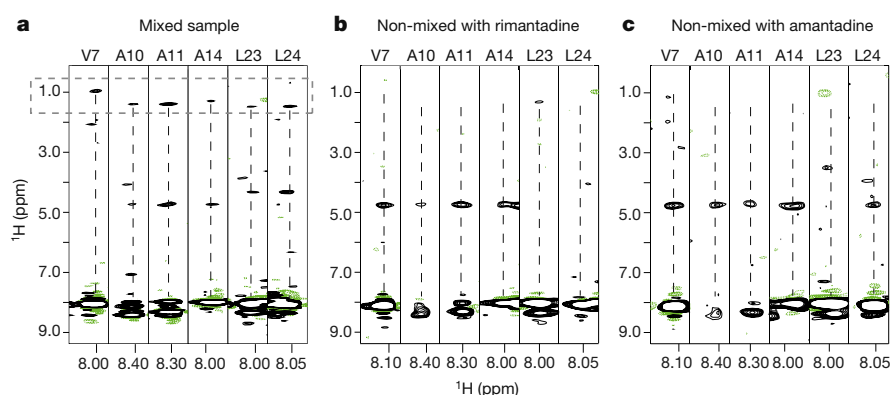 a Mixed sample
b Non-mixed with rimantadine
c Non-mixed with amantadine
V7 A10 A11 A14 L23 L24
V7 A10 A11 A14 L23 L24
V7 A10 A11 A14 L23 L24
1.0 1.0 1.0
3.0 3.0 3.0
¹H (ppm) ¹H (ppm) ¹H (ppm)
5.0 5.0 5.0
7.0 7.0 7.0
9.0 9.0 9.0
8.00 8.40 8.30 8.00 8.05
8.10 8.40 8.30 8.00 8.00 8.05
8.10 8.40 8.30 8.00 8.00 8.05
¹H (ppm)